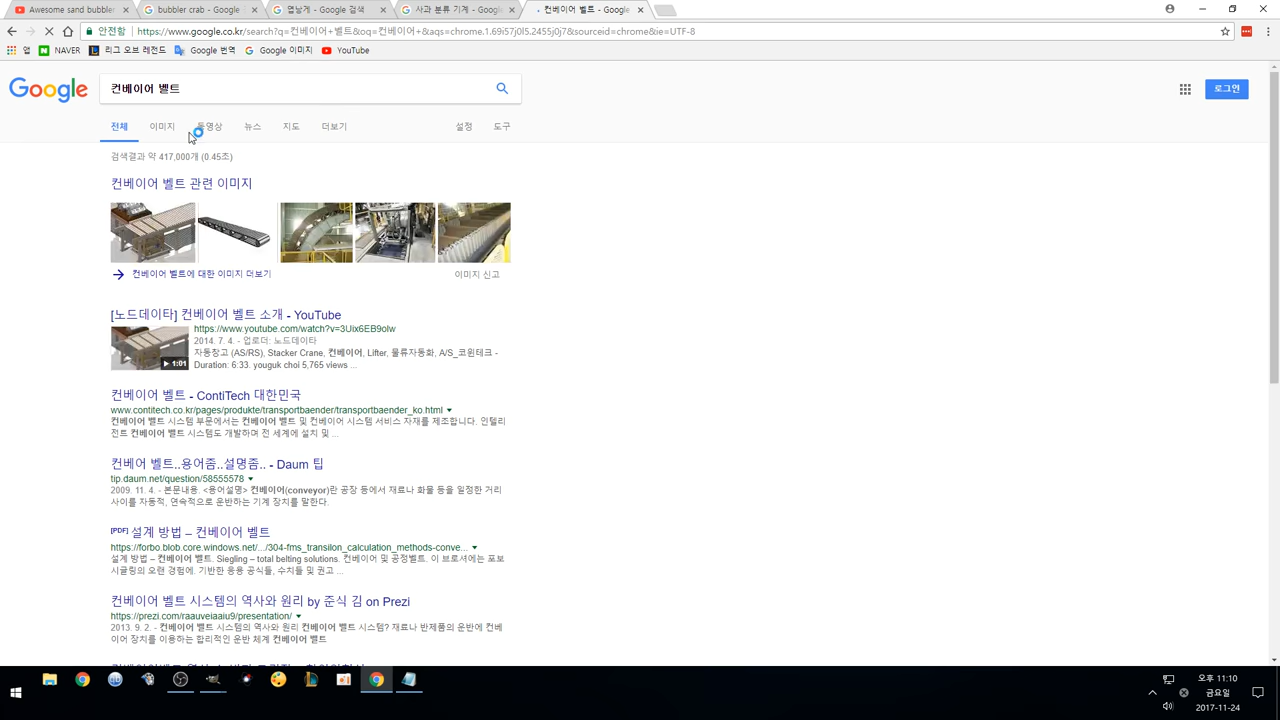 Awesome sand bubbler
bubbler crab - Google
열날개 - Google 검색
사과 분류 기계 - Google
컨베이어 벨트 - Google
안전함 https://www.google.co.kr/search?q=컨베이어+벨트&oq=컨베이어+&aqs=chrome.1.69i57j0l5.2455j0j7&sourceid=chrome&ie=UTF-8
앱 NAVER 리그 오브 레전드 Google 번역 Google 이미지 YouTube
Google 컨베이어 벨트 로그인
전체 이미지 동영상 뉴스 지도 더보기 설정 도구
검색결과 약 417,000개 (0.45초)
컨베이어 벨트 관련 이미지
컨베이어 벨트에 대한 이미지 더보기 이미지 신고
[노드데이타] 컨베이어 벨트 소개 - YouTube
https://www.youtube.com/watch?v=3Uix6EB9olw
2014. 7. 4. - 업로더: 노드데이타
자동창고 (AS/RS), Stacker Crane, 컨베이어, Lifter, 물류자동화, A/S_코윈테크 -
Duration: 6:33. youguk choi 5,765 views ...
1:01
컨베이어 벨트 - ContiTech 대한민국
www.contitech.co.kr/pages/produkte/transportbaender/transportbaender_ko.html
컨베이어 벨트 시스템 부문에서는 컨베이어 벨트 및 컨베이어 시스템 서비스 자재를 제조합니다. 인텔리
전트 컨베이어 벨트 시스템도 개발하며 전 세계에 설치 및 ...
컨베어 벨트..용어좀..설명좀.. - Daum 팁
tip.daum.net/question/58555578
2009. 11. 4. - 본문내용. <용어설명> 컨베이어(conveyor)란 공장 등에서 재료나 화물 등을 일정한 거리
사이를 자동적, 연속적으로 운반하는 기계 장치를 말한다.
[PDF] 설계 방법 – 컨베이어 벨트
https://forbo.blob.core.windows.net/.../304-fms_transilon_calculation_methods-conve...
설계 방법 – 컨베이어 벨트. Siegling – total belting solutions. 컨베이어 및 공정벨트. 이 브로셔에는 포보
시글링의 오랜 경험에. 기반한 응용 공식들, 수치들 및 권고 ...
컨베이어 벨트 시스템의 역사와 원리 by 준식 김 on Prezi
https://prezi.com/raauveiaaiu9/presentation/
2013. 9. 2. - 컨베이어 벨트 시스템의 역사와 원리 컨베이어 벨트 시스템? 재료나 반제품의 운반에 컨베
이어 장치를 이용하는 합리적인 운반 체계 컨베이어 벨트
오후 11:10
금요일
2017-11-24